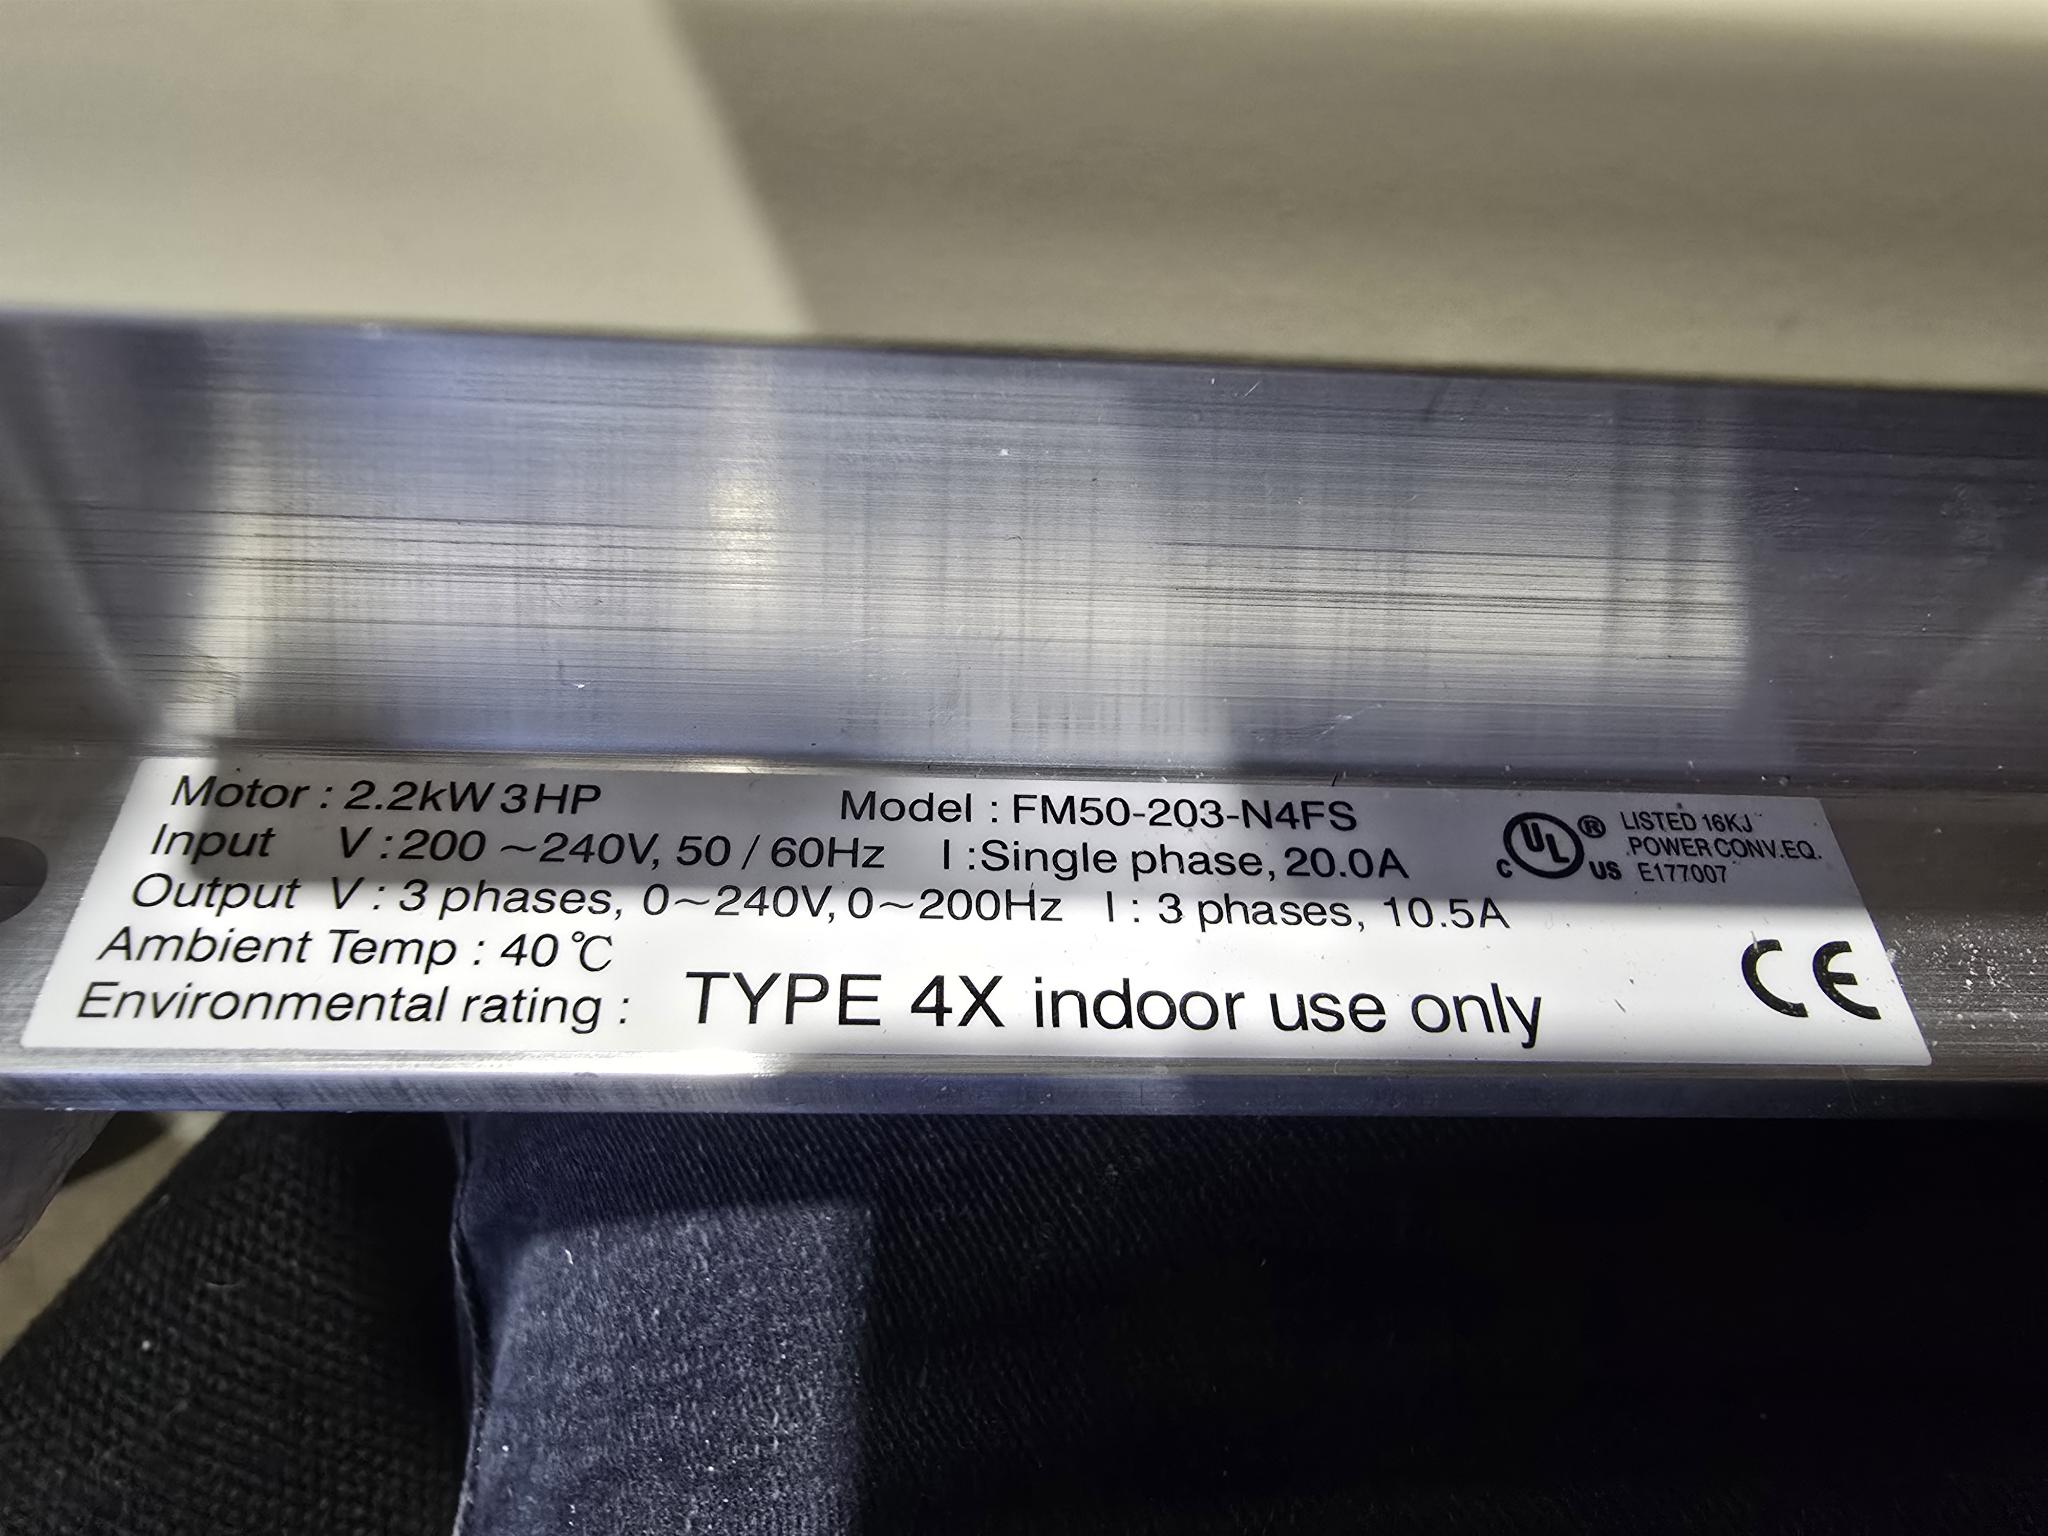 Motor : 2.2kW 3HP Model : FM50-203-N4FS
Input V : 200 ~240V, 50 / 60Hz I :Single phase, 20.0A
Output V : 3 phases, 0~240V, 0~200Hz I : 3 phases, 10.5A
Ambient Temp : 40℃
Environmental rating : TYPE 4X indoor use only
C UL ® US
LISTED 16KJ
POWER CONV.EQ.
E177007
CE